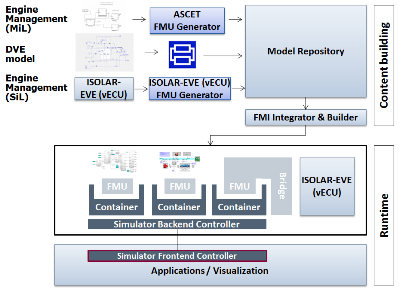 Engine
Management
(MiL)
ASCET
FMU Generator
DVE
model
Model Repository
Engine
Management
(SiL)
ISOLAR-
EVE (vECU)
ISOLAR-EVE (vECU)
FMU Generator
Content building
FMI Integrator & Builder
FMU
FMU
FMU
Bridge
ISOLAR-EVE
(vECU)
Container
Container
Container
Simulator Backend Controller
Runtime
Simulator Frontend Controller
Applications / Visualization